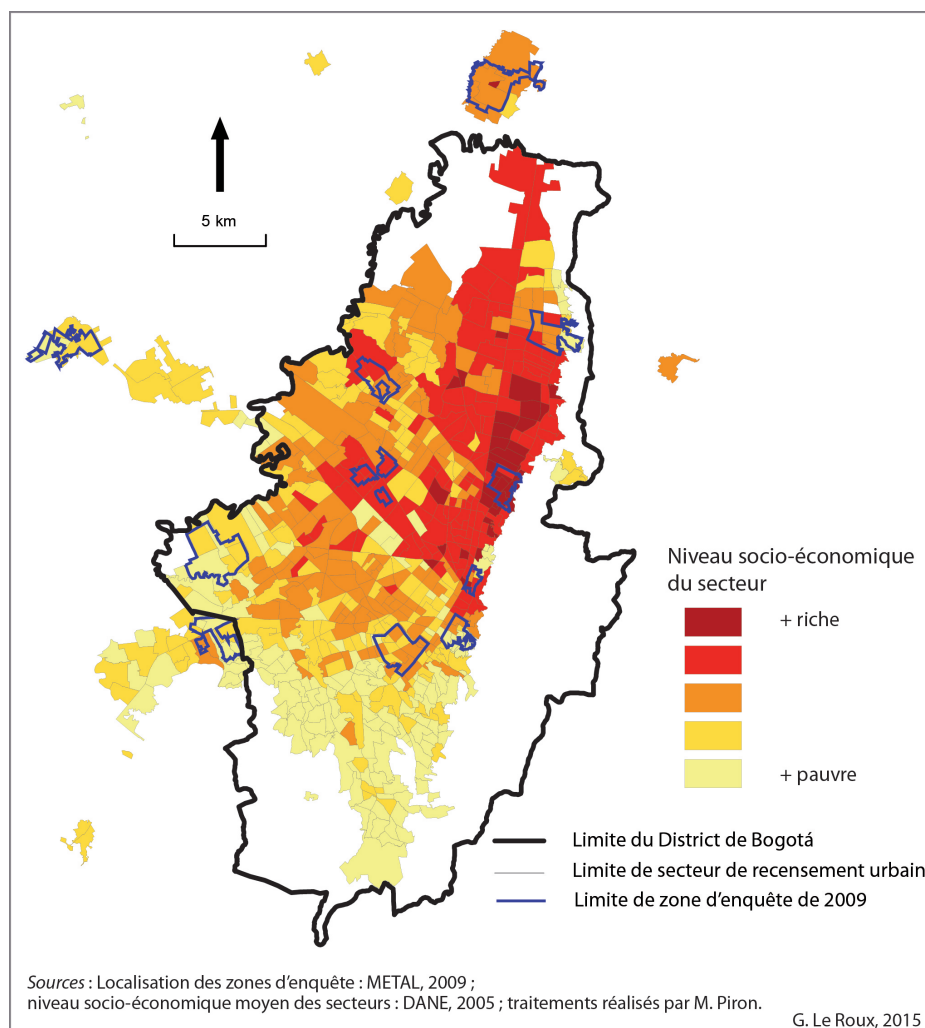 5 km
Niveau socio-économique
du secteur
+ riche
+ pauvre
Limite du District de Bogotá
Limite de secteur de recensement urbain
Limite de zone d'enquête de 2009
Sources : Localisation des zones d'enquête : METAL, 2009 ;
niveau socio-économique moyen des secteurs : DANE, 2005 ; traitements réalisés par M. Piron.
G. Le Roux, 2015